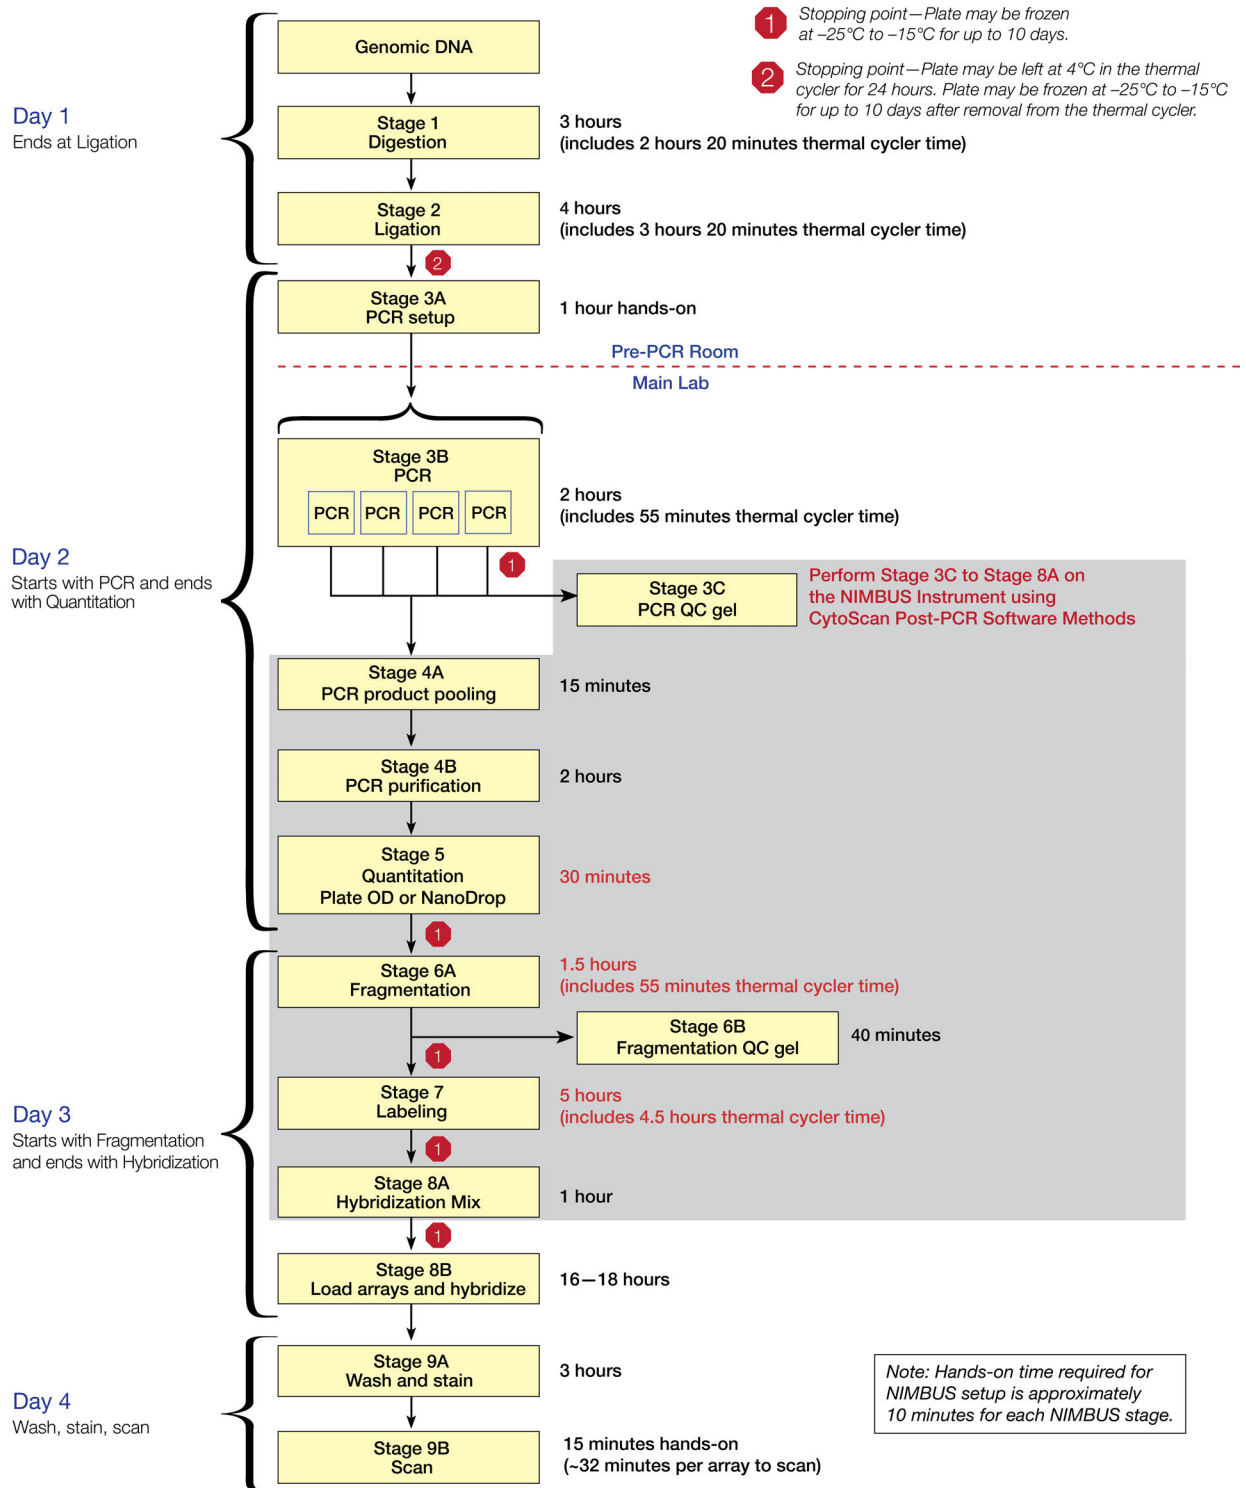 1
Stopping point—Plate may be frozen
at –25°C to –15°C for up to 10 days.
2
Stopping point—Plate may be left at 4°C in the thermal
cycler for 24 hours. Plate may be frozen at –25°C to –15°C
for up to 10 days after removal from the thermal cycler.
Genomic DNA
Day 1
Ends at Ligation
Stage 1
Digestion
3 hours
(includes 2 hours 20 minutes thermal cycler time)
Stage 2
Ligation
4 hours
(includes 3 hours 20 minutes thermal cycler time)
2
Stage 3A
PCR setup
1 hour hands-on
Pre-PCR Room
Main Lab
Stage 3B
PCR
PCR
PCR
PCR
PCR
2 hours
(includes 55 minutes thermal cycler time)
1
Day 2
Starts with PCR and ends
with Quantitation
Stage 3C
PCR QC gel
Perform Stage 3C to Stage 8A on
the NIMBUS Instrument using
CytoScan Post-PCR Software Methods
Stage 4A
PCR product pooling
15 minutes
Stage 4B
PCR purification
2 hours
Stage 5
Quantitation
Plate OD or NanoDrop
30 minutes
1
Stage 6A
Fragmentation
1.5 hours
(includes 55 minutes thermal cycler time)
Stage 6B
Fragmentation QC gel
40 minutes
1
Day 3
Starts with Fragmentation
and ends with Hybridization
Stage 7
Labeling
5 hours
(includes 4.5 hours thermal cycler time)
1
Stage 8A
Hybridization Mix
1 hour
1
Stage 8B
Load arrays and hybridize
16—18 hours
Day 4
Wash, stain, scan
Stage 9A
Wash and stain
3 hours
Stage 9B
Scan
15 minutes hands-on
(~32 minutes per array to scan)
Note: Hands-on time required for
NIMBUS setup is approximately
10 minutes for each NIMBUS stage.